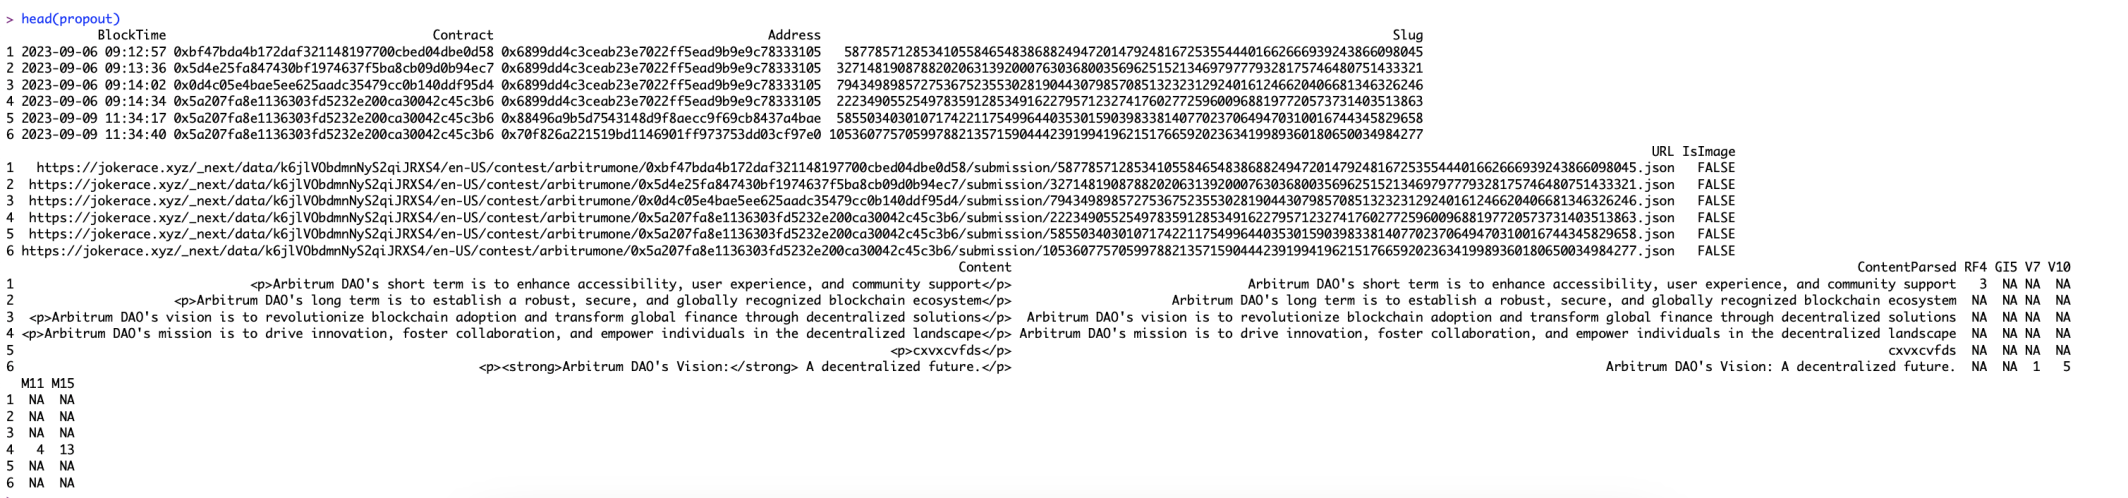 > head(propout)
BlockTime Contract Address Slug
1 2023-09-06 09:12:57 0xbf47bda4b172daf321148197700cbed04dbe0d58 0x6899dd4c3ceab23e7022ff5ead9b9e9c78333105 58778571285341055846548386882494720147924816725355444016626669392438660980​45
2 2023-09-06 09:13:36 0x5d4e25fa847430bf1974637f5ba8cb09d0b94ec7 0x6899dd4c3ceab23e7022ff5ead9b9e9c78333105 32714819087882020631392000763036800356962515213469797779328175746480751433321
3 2023-09-06 09:14:02 0x0d4c05e4bae5ee625aadc35479cc0b140ddf95d4 0x6899dd4c3ceab23e7022ff5ead9b9e9c78333105 79434989857275367523553028190443079857085132323129240161246620406681346326246
4 2023-09-06 09:14:34 0x5a207fa8e1136303fd5232e200ca30042c45c3b6 0x6899dd4c3ceab23e7022ff5ead9b9e9c78333105 22234905525497835912853491622795712327417602772596009688197720573731403513863
5 2023-09-09 11:34:17 0x5a207fa8e1136303fd5232e200ca30042c45c3b6 0x88496a9b5d7543148d9f8aecc9f69cb8437a4bae 58550340301071742211754996440353015903983381407702370649470310016744345829658
6 2023-09-09 11:34:40 0x5a207fa8e1136303fd5232e200ca30042c45c3b6 0x70f826a221519bd1146901ff973753dd03cf97e0 105360775705997882135715904442391994196215176659202363419989360180650034984277
URL IsImage
1 https://jokerace.xyz/_next/data/k6jlVObdmnNyS2qiJRXS4/en-US/contest/arbitrumone/0xbf47bda4b172daf321148197700cbed04dbe0d58/submission/5877857128534105584654838688249472014792481672535544401662666939243866098045.json FALSE
2 https://jokerace.xyz/_next/data/k6jlVObdmnNyS2qiJRXS4/en-US/contest/arbitrumone/0x5d4e25fa847430bf1974637f5ba8cb09d0b94ec7/submission/32714819087882020631392000763036800356962515213469797779328175746480751433321.json FALSE
3 https://jokerace.xyz/_next/data/k6jlVObdmnNyS2qiJRXS4/en-US/contest/arbitrumone/0x0d4c05e4bae5ee625aadc35479cc0b140ddf95d4/submission/79434989857275367523553028190443079857085132323129240161246620406681346326246.json FALSE
4 https://jokerace.xyz/_next/data/k6jlVObdmnNyS2qiJRXS4/en-US/contest/arbitrumone/0x5a207fa8e1136303fd5232e200ca30042c45c3b6/submission/22234905525497835912853491622795712327417602772596009688197720573731403513863.json FALSE
5 https://jokerace.xyz/_next/data/k6jlVObdmnNyS2qiJRXS4/en-US/contest/arbitrumone/0x5a207fa8e1136303fd5232e200ca30042c45c3b6/submission/58550340301071742211754996440353015903983381407702370649470310016744345829658.json FALSE
6 https://jokerace.xyz/_next/data/k6jlVObdmnNyS2qiJRXS4/en-US/contest/arbitrumone/0x5a207fa8e1136303fd5232e200ca30042c45c3b6/submission/105360775705997882135715904442391994196215176659202363419989360180650034984277.json FALSE
Content ContentParsed RF4 GI5 V7 V10
1 <p>Arbitrum DAO's short term is to enhance accessibility, user experience, and community support</p> Arbitrum DAO's short term is to enhance accessibility, user experience, and community support 3 NA NA NA
2 <p>Arbitrum DAO's long term is to establish a robust, secure, and globally recognized blockchain ecosystem</p> Arbitrum DAO's long term is to establish a robust, secure, and globally recognized blockchain ecosystem NA NA NA NA
3 <p>Arbitrum DAO's vision is to revolutionize blockchain adoption and transform global finance through decentralized solutions</p> Arbitrum DAO's vision is to revolutionize blockchain adoption and transform global finance through decentralized solutions NA NA NA NA
4 <p>Arbitrum DAO's mission is to drive innovation, foster collaboration, and empower individuals in the decentralized landscape</p> Arbitrum DAO's mission is to drive innovation, foster collaboration, and empower individuals in the decentralized landscape NA NA NA NA
5 <p>cxvxcvfds</p> cxvxcvfds NA NA NA NA
6 <p><strong>Arbitrum DAO's Vision:</strong> A decentralized future.</p> Arbitrum DAO's Vision: A decentralized future. NA NA 1 5
M11 M15
1 NA NA
2 NA NA
3 NA NA
4 4 13
5 NA NA
6 NA NA